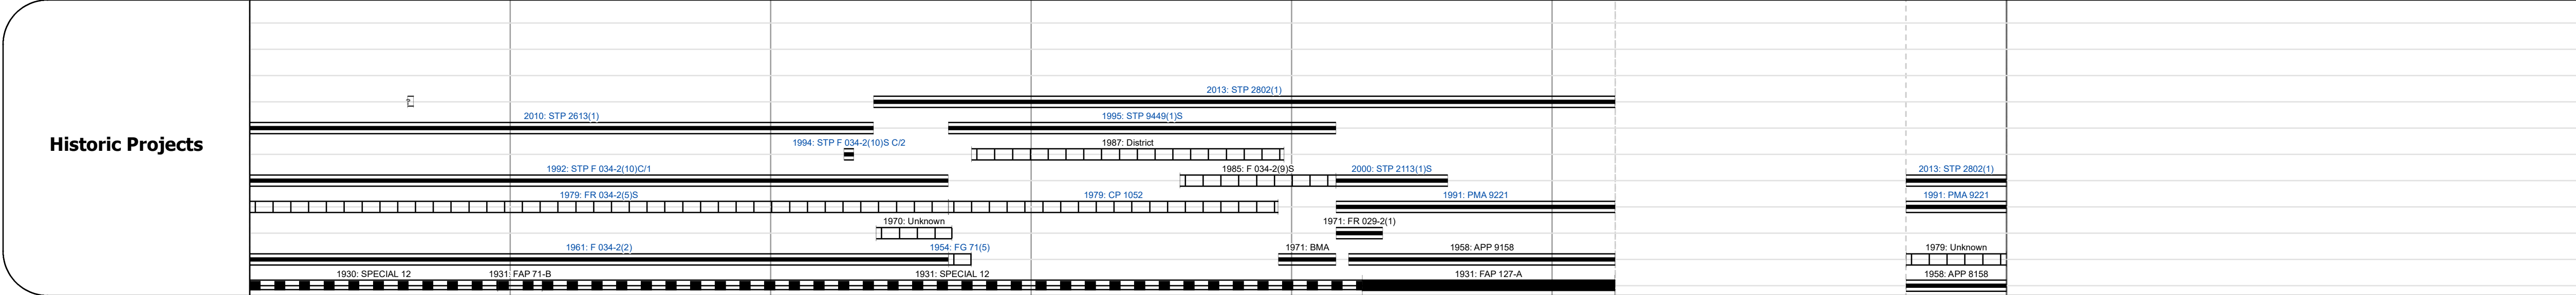 Historic Projects
2013: STP 2802(1)
?
2010: STP 2613(1)
1995: STP 9449(1)S
1994: STP F 034-2(10)S C/2
1987: District
1992: STP F 034-2(10)C/1
1985: F 034-2(9)S
2000: STP 2113(1)S
2013: STP 2802(1)
1979: FR 034-2(5)S
1979: CP 1052
1991: PMA 9221
1991: PMA 9221
1970: Unknown
1971: FR 029-2(1)
1961: F 034-2(2)
1954: FG 71(5)
1971: BMA
1958: APP 9158
1979: Unknown
1930: SPECIAL 12
1931: FAP 71-B
1931: SPECIAL 12
1931: FAP 127-A
1958: APP 8158